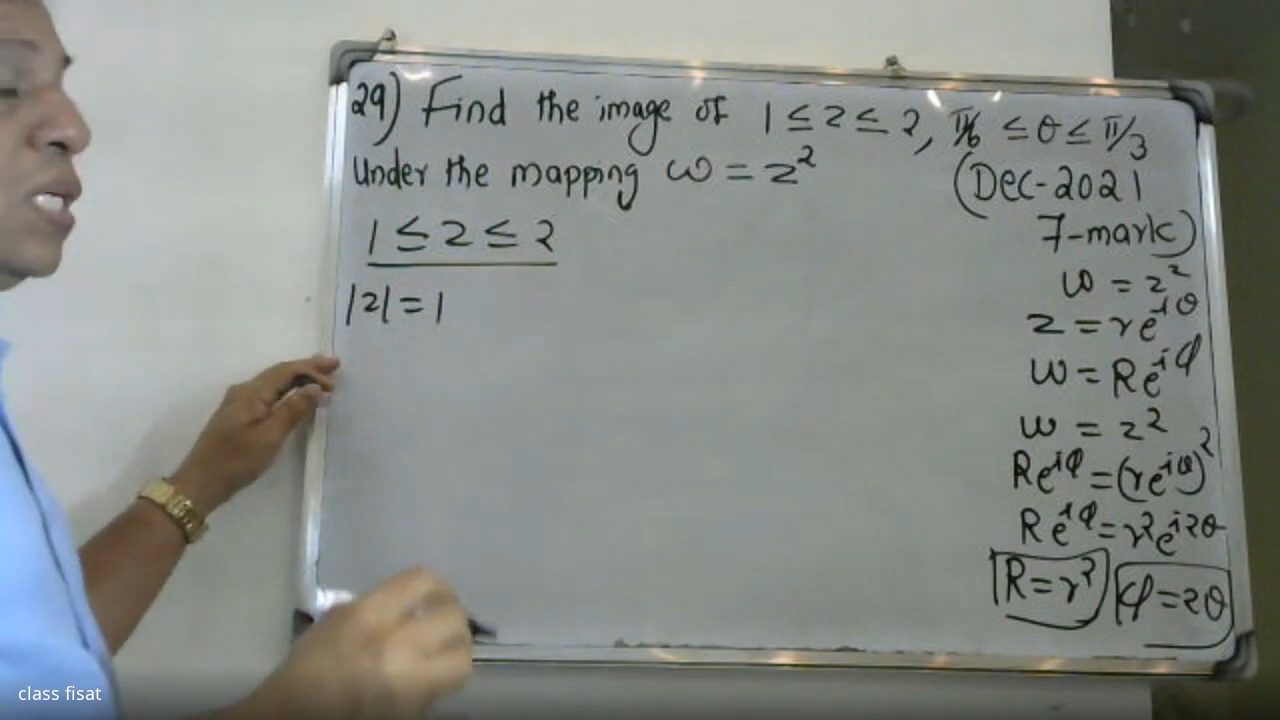 29) Find the image of 1 ≤ z ≤ 2, π/6 ≤ θ ≤ π/3
Under the mapping ω = z²
(Dec-2021
7-mark)
1 ≤ z ≤ 2
|z| = 1
ω = z²
z = re^iθ
ω = Re^iφ
ω = z²
Re^iφ = (re^iθ)²
Re^iφ = r²e^i2θ
R = r² φ = 2θ
class fisat